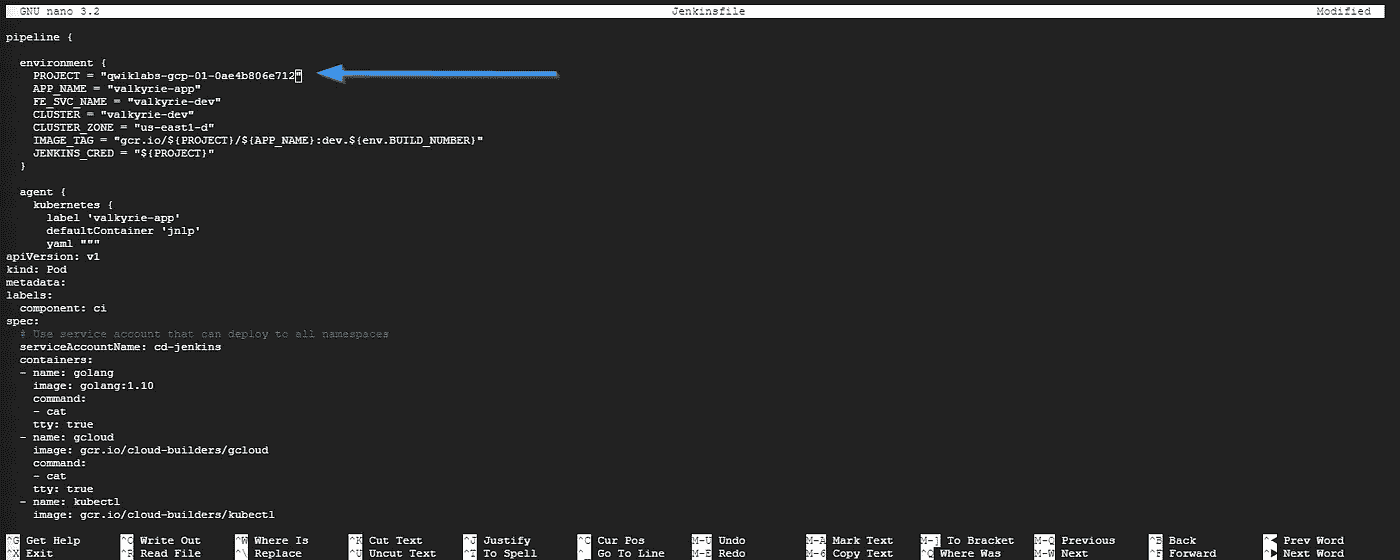 GNU nano 3.2 Jenkinsfile Modified
pipeline {
environment {
PROJECT = "qwiklabs-gcp-01-0ae4b806e712"
APP_NAME = "valkyrie-app"
FE_SVC_NAME = "valkyrie-dev"
CLUSTER = "valkyrie-dev"
CLUSTER_ZONE = "us-east1-d"
IMAGE_TAG = "gcr.io/${PROJECT}/${APP_NAME}:dev.${env.BUILD_NUMBER}"
JENKINS_CRED = "${PROJECT}"
}
agent {
kubernetes {
label 'valkyrie-app'
defaultContainer 'jnlp'
yaml """
apiVersion: v1
kind: Pod
metadata:
labels:
component: ci
spec:
# Use service account that can deploy to all namespaces
serviceAccountName: cd-jenkins
containers:
- name: golang
image: golang:1.10
command:
- cat
tty: true
- name: gcloud
image: gcr.io/cloud-builders/gcloud
command:
- cat
tty: true
- name: kubectl
image: gcr.io/cloud-builders/kubectl
^G Get Help ^O Write Out ^W Where Is ^K Cut Text ^J Justify ^C Cur Pos M-U Undo M-A Mark Text M-] To Bracket M-Q Previous ^B Back ^◀ Prev Word
^X Exit ^R Read File ^\ Replace ^U Uncut Text ^T To Spell ^_ Go To Line M-E Redo M-6 Copy Text ^Q Where Was M-W Next ^F Forward ^▶ Next Word